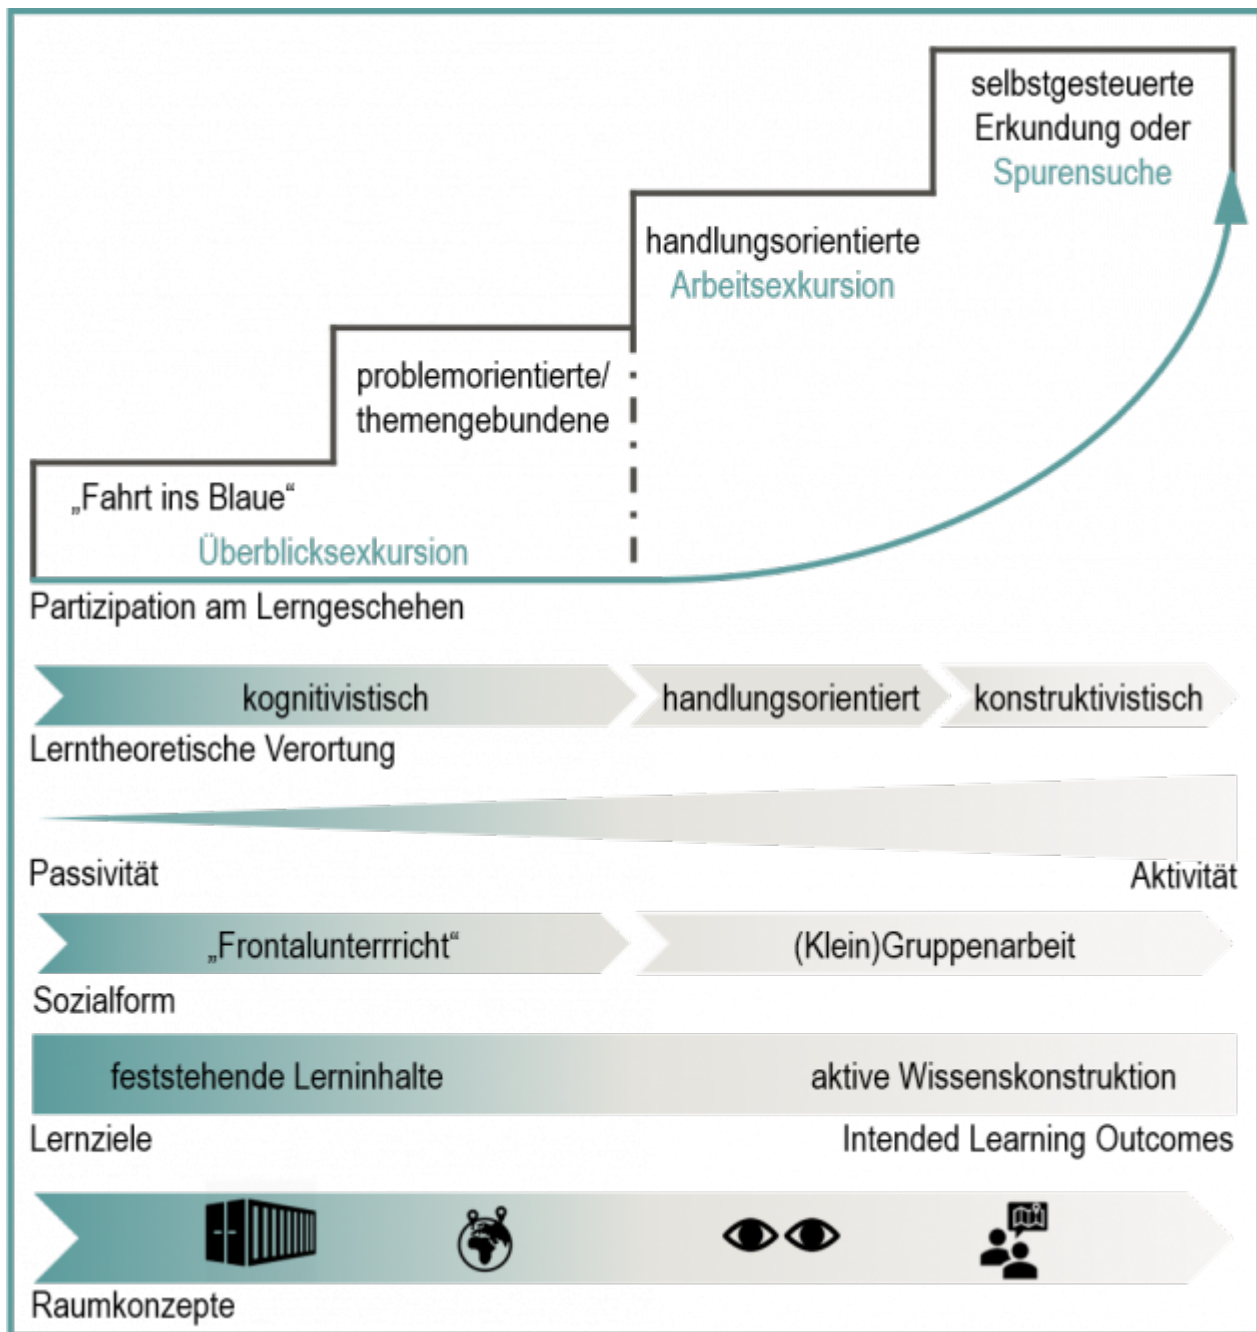 selbstgesteuerte
Erkundung oder
Spurensuche
handlungsorientierte
Arbeitsexkursion
problemorientierte/
themengebundene
„Fahrt ins Blaue“
Überblicksexkursion
Partizipation am Lerngeschehen
kognitivistisch
handlungsorientiert
konstruktivistisch
Lerntheoretische Verortung
Passivität
Aktivität
„Frontalunterrricht“
(Klein)Gruppenarbeit
Sozialform
feststehende Lerninhalte
aktive Wissenskonstruktion
Lernziele
Intended Learning Outcomes
Raumkonzepte